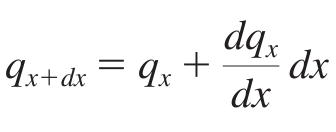 $q_{x+dx} = q_x + \frac{dq_x}{dx} dx$